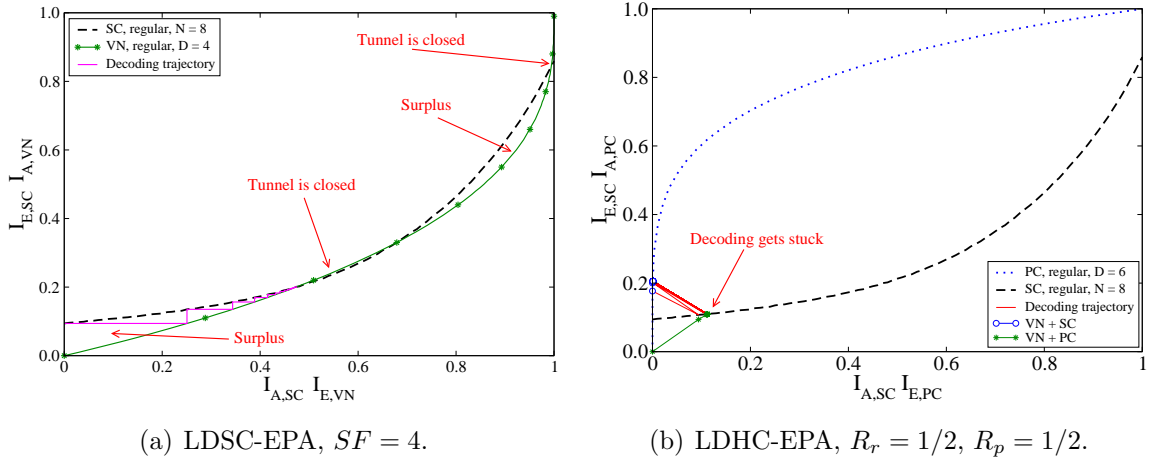 SC, regular, N = 8
VN, regular, D = 4
Decoding trajectory
Tunnel is closed
Surplus
Tunnel is closed
Surplus
I_E,SC I_A,VN
1.0
0.8
0.6
0.4
0.2
0.0
0 0.2 0.4 0.6 0.8 1
I_A,SC I_E,VN
(a) LDSC-EPA, SF = 4.
Decoding gets stuck
PC, regular, D = 6
SC, regular, N = 8
Decoding trajectory
VN + SC
VN + PC
I_E,SC I_A,PC
1.0
0.8
0.6
0.4
0.2
0.0
0 0.2 0.4 0.6 0.8 1
I_A,SC I_E,PC
(b) LDHC-EPA, R_r = 1/2, R_p = 1/2.